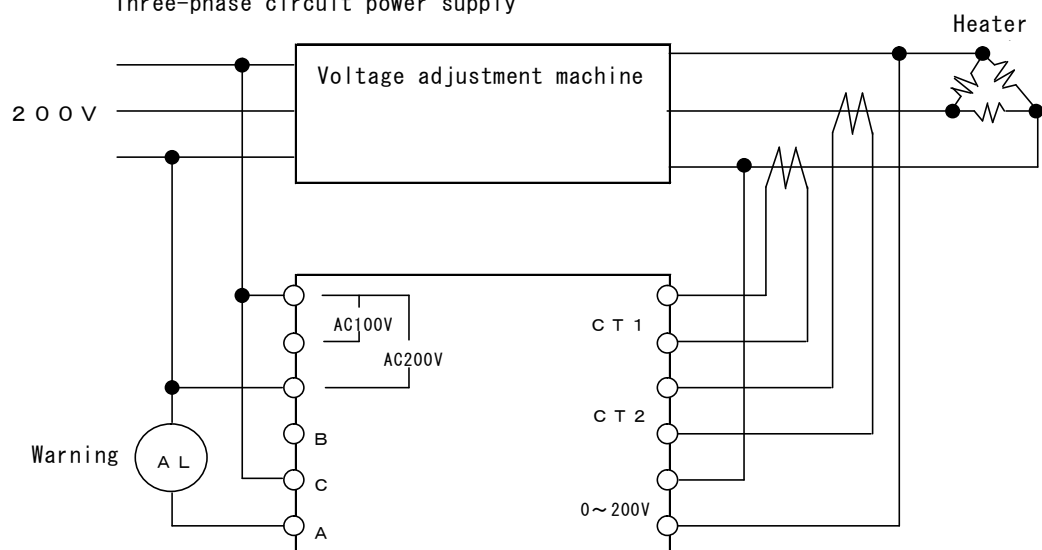 Three-phase circuit power supply
Heater
Voltage adjustment machine
２００V
AC100V
CT1
AC200V
CT2
B
Warning
AL
C
0～200V
A